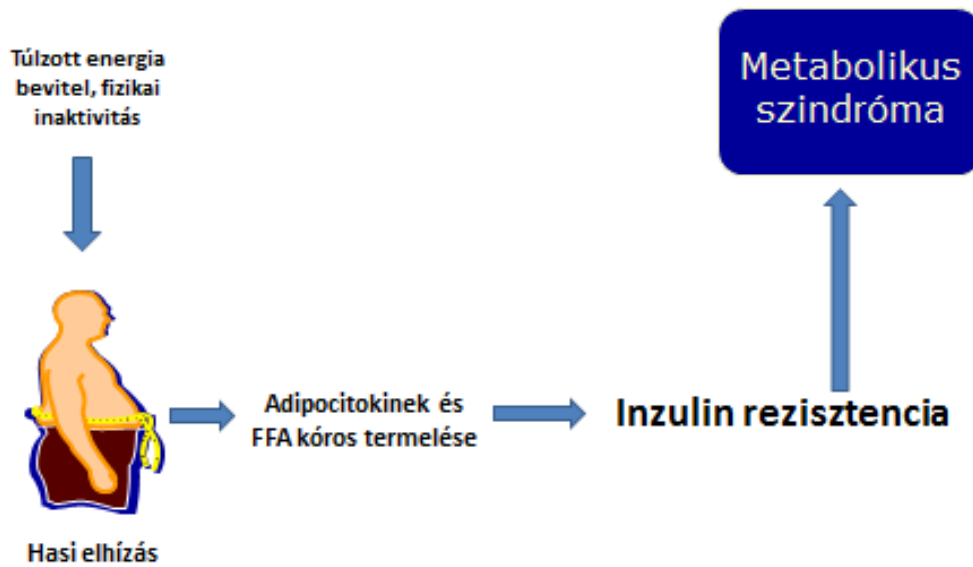 Túlzott energia
bevitel, fizikai
inaktivitás
Metabolikus
szindróma
Adipocitokinek és
FFA kóros termelése
Inzulin rezisztencia
Hasi elhízás